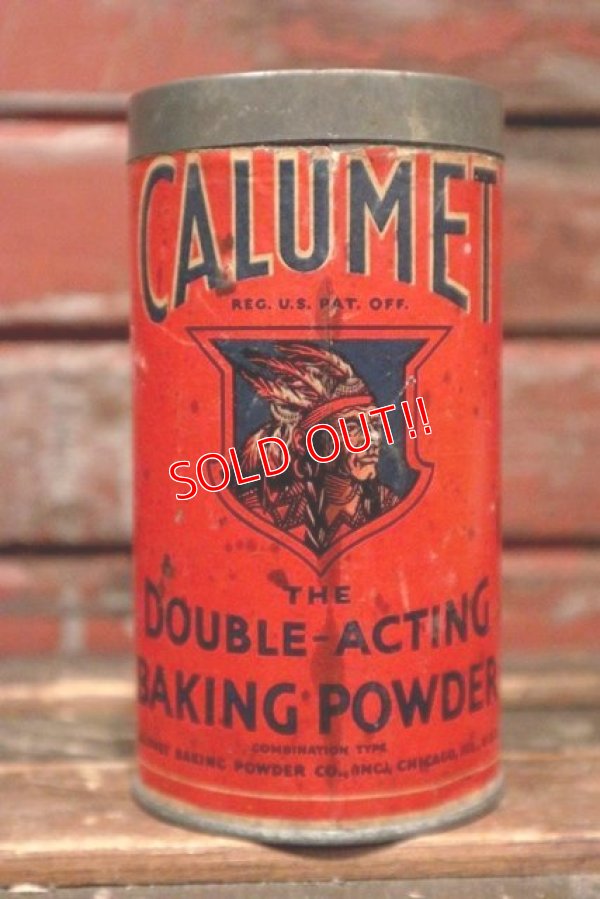 CALUMET
REG. U.S. PAT. OFF.
SOLD OUT!!
THE
DOUBLE-ACTING
BAKING POWDER
COMBINATION TYPE
BAKING POWDER CO., (INC.), CHICAGO, ILL.